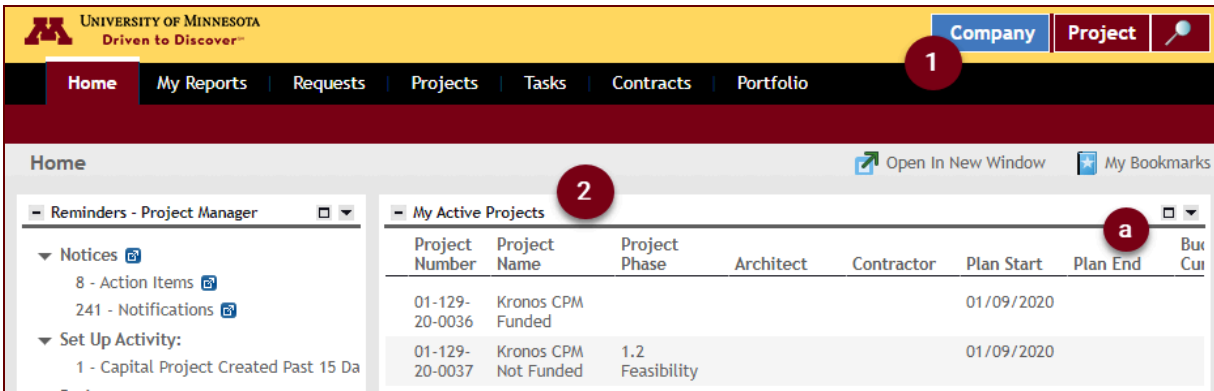 UNIVERSITY OF MINNESOTA
Driven to Discover℠
Company Project
1
Home My Reports Requests Projects Tasks Contracts Portfolio
Home Open In New Window My Bookmarks
2
Reminders - Project Manager
Notices
8 - Action Items
241 - Notifications
Set Up Activity:
1 - Capital Project Created Past 15 Da
My Active Projects
a
Project Project Project Bud
Number Name Phase Architect Contractor Plan Start Plan End Cur
01-129- Kronos CPM 01/09/2020
20-0036 Funded
01-129- Kronos CPM 1.2 01/09/2020
20-0037 Not Funded Feasibility